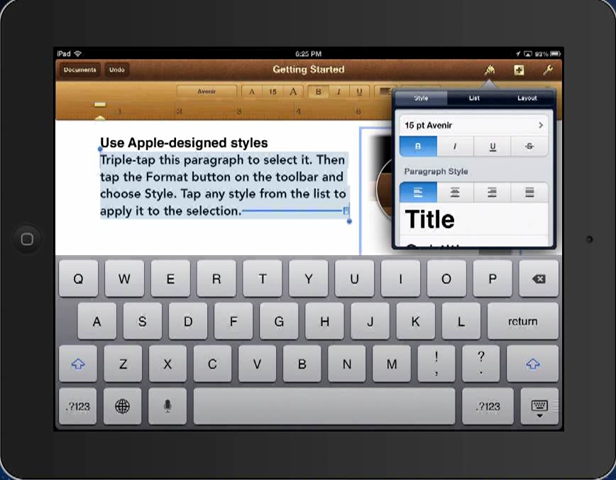 iPad 6:25 PM 93%
Documents Undo Getting Started
Avenir A 15 A B I U
Style List Layout
15 pt Avenir
B I U S
Paragraph Style
Title
Use Apple-designed styles
Triple-tap this paragraph to select it. Then
tap the Format button on the toolbar and
choose Style. Tap any style from the list to
apply it to the selection.
Q W E R T Y U I O P
A S D F G H J K L return
Z X C V B N M ! , ? .
.?123 .?123